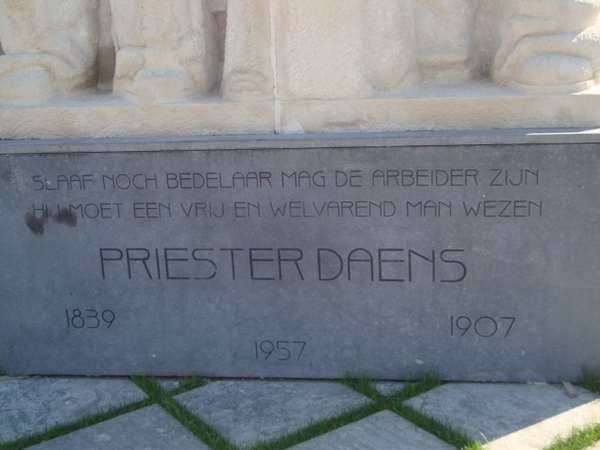 SLAAF NOCH BEDELAAR MAG DE ARBEIDER ZIJN
HIJ MOET EEN VRIJ EN WELVAREND MAN WEZEN
PRIESTER DAENS
1839
1907
1957